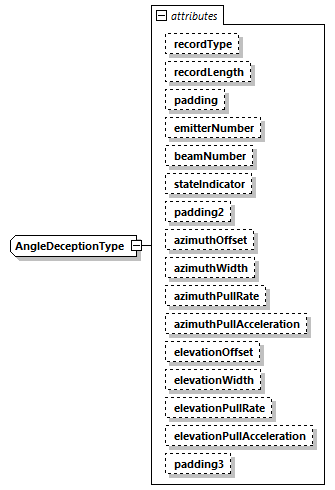 attributes
recordType
recordLength
padding
emitterNumber
beamNumber
stateIndicator
padding2
azimuthOffset
AngleDeceptionType
azimuthWidth
azimuthPullRate
azimuthPullAcceleration
elevationOffset
elevationWidth
elevationPullRate
elevationPullAcceleration
padding3